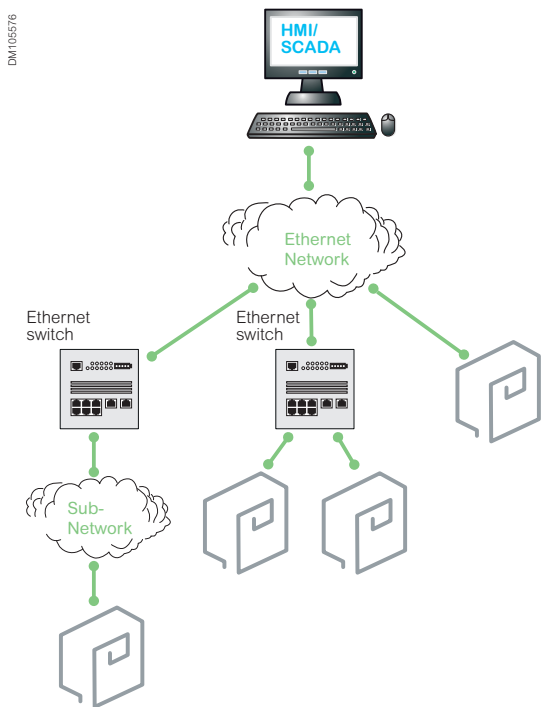 DM105576
HMI/
SCADA
Ethernet
Network
Ethernet
switch
Ethernet
switch
Sub-
Network